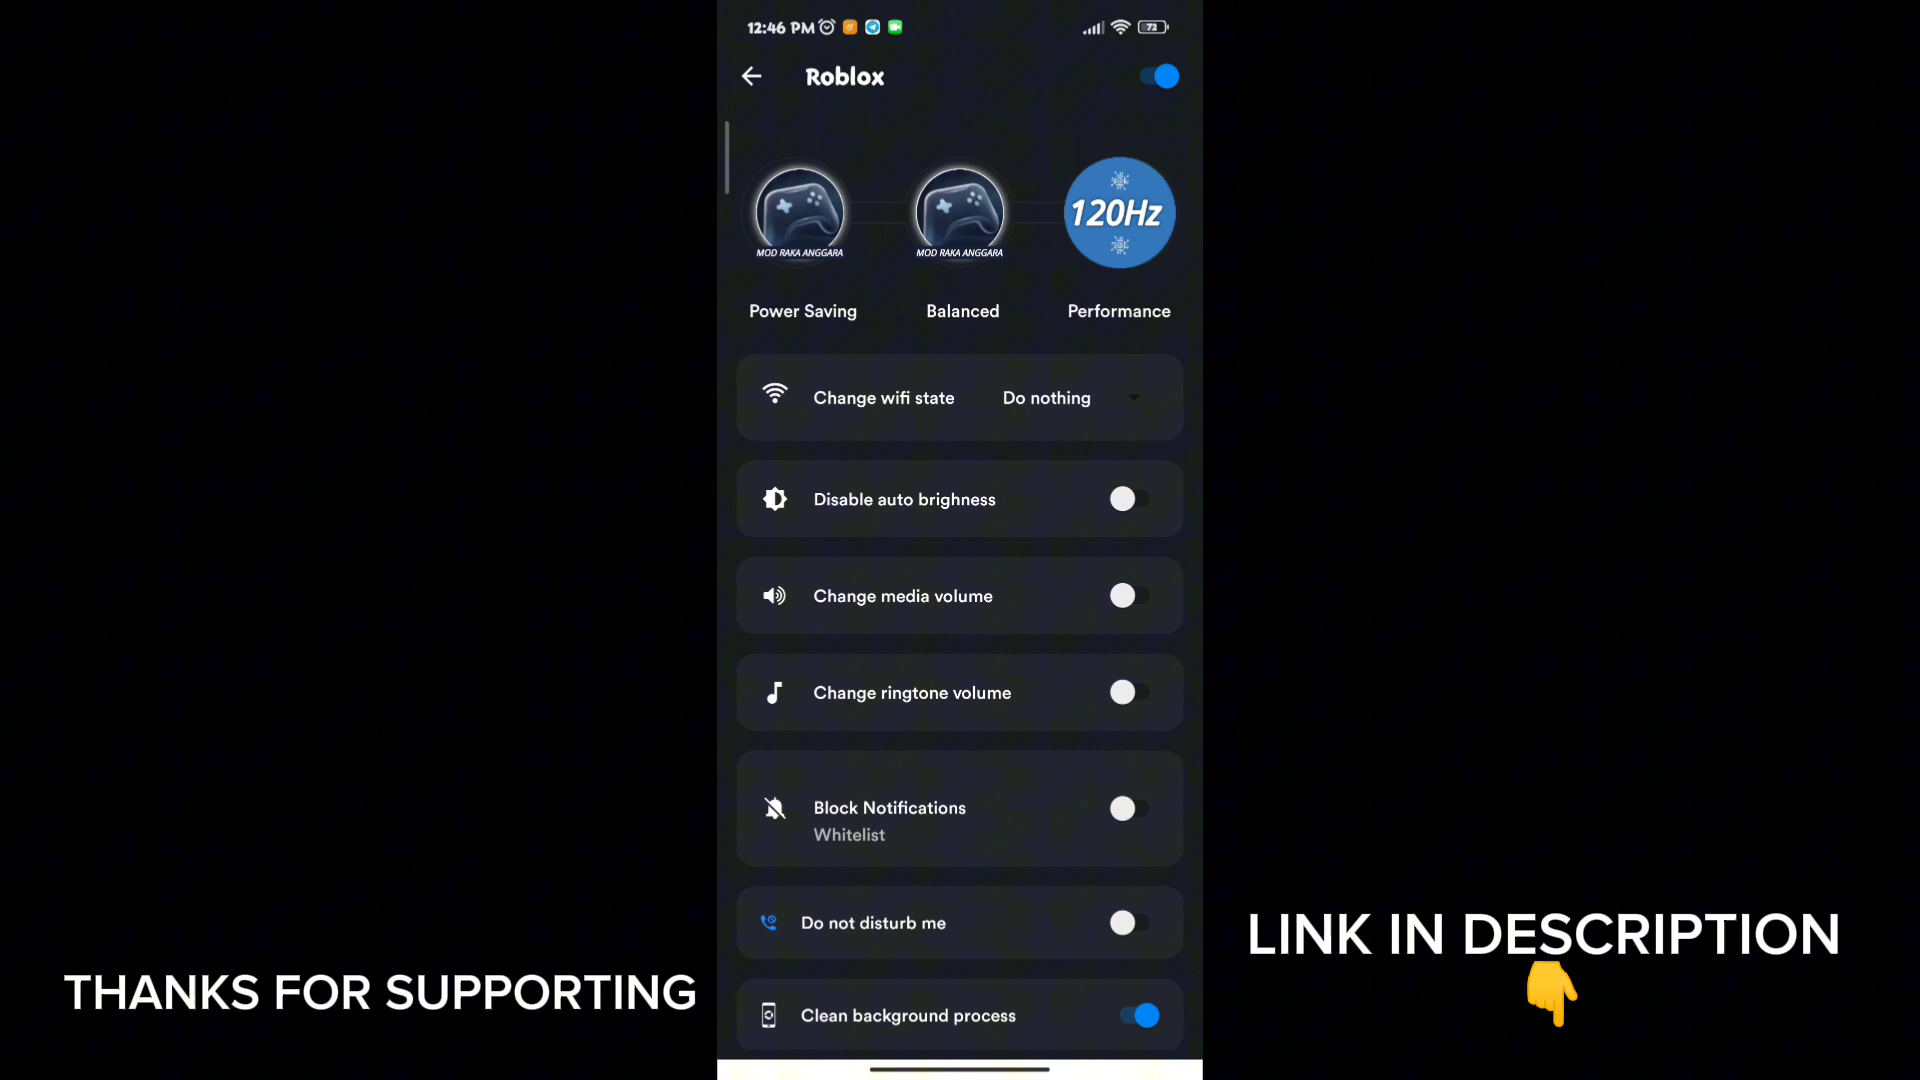 12:46 PM
72
Roblox
120Hz
MOD RAKA ANGGARA
MOD RAKA ANGGARA
Power Saving
Balanced
Performance
Change wifi state
Do nothing
Disable auto brighness
Change media volume
Change ringtone volume
Block Notifications
Whitelist
Do not disturb me
Clean background process
THANKS FOR SUPPORTING
LINK IN DESCRIPTION